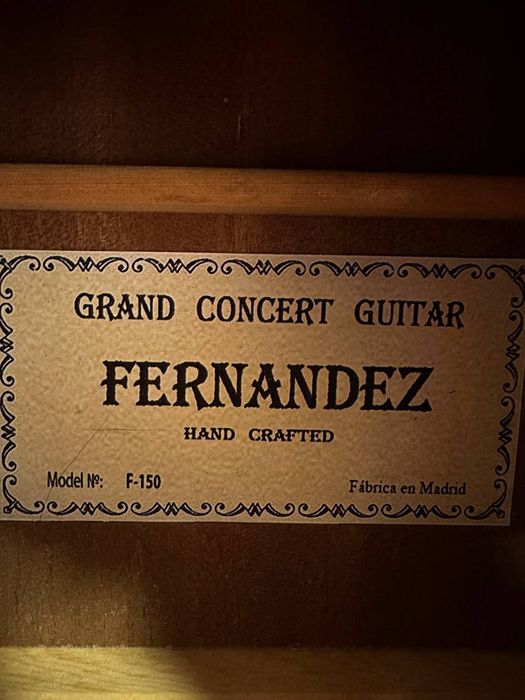 GRAND CONCERT GUITAR
FERNANDEZ
HAND CRAFTED
Model Nº: F-150
Fábrica en Madrid